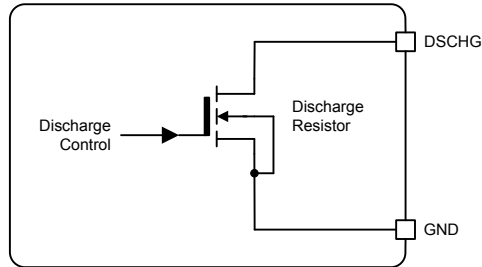 DSCHG
Discharge
Resistor
Discharge
Control
GND